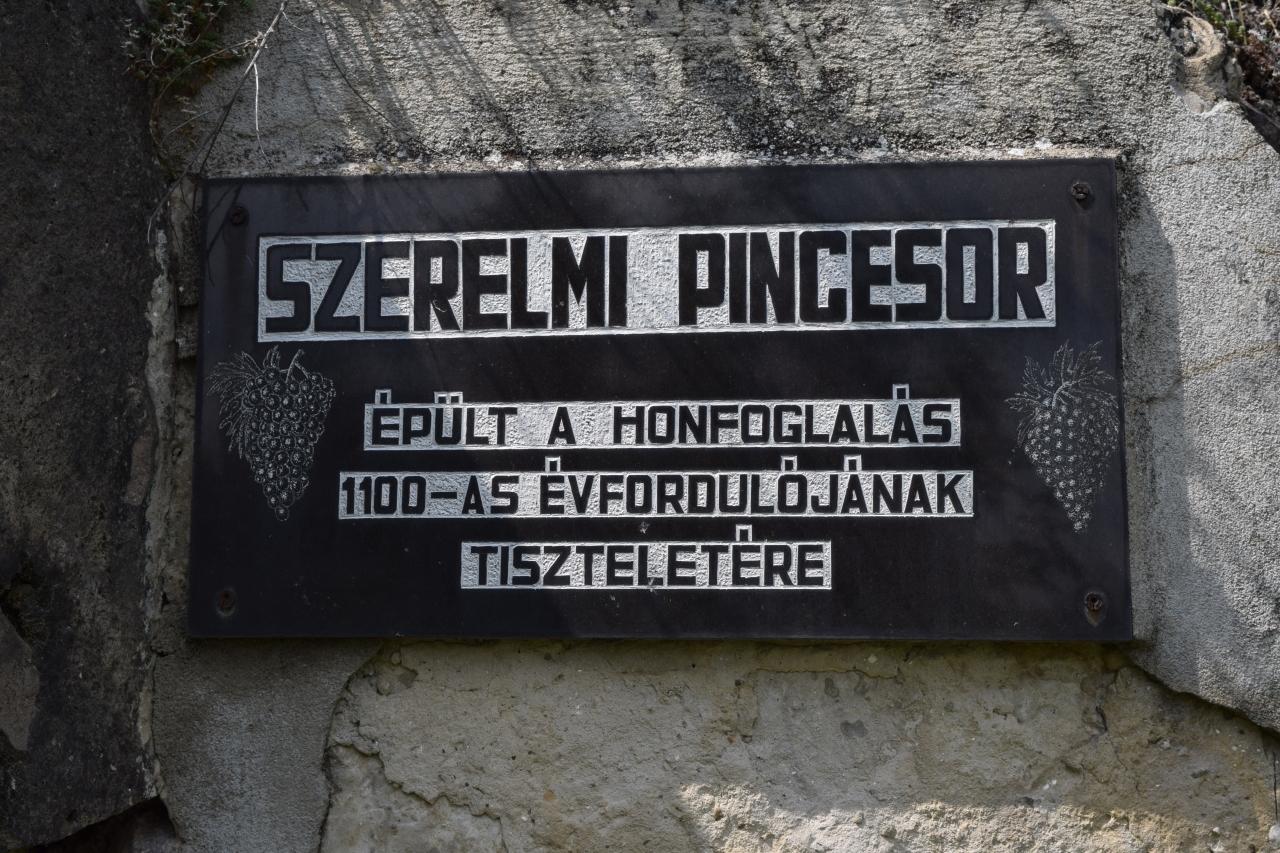 SZERELMI PINCESOR
ÉPÜLT A HONFOGLALÁS
1100-AS ÉVFORDULÓJÁNAK
TISZTELETÉRE